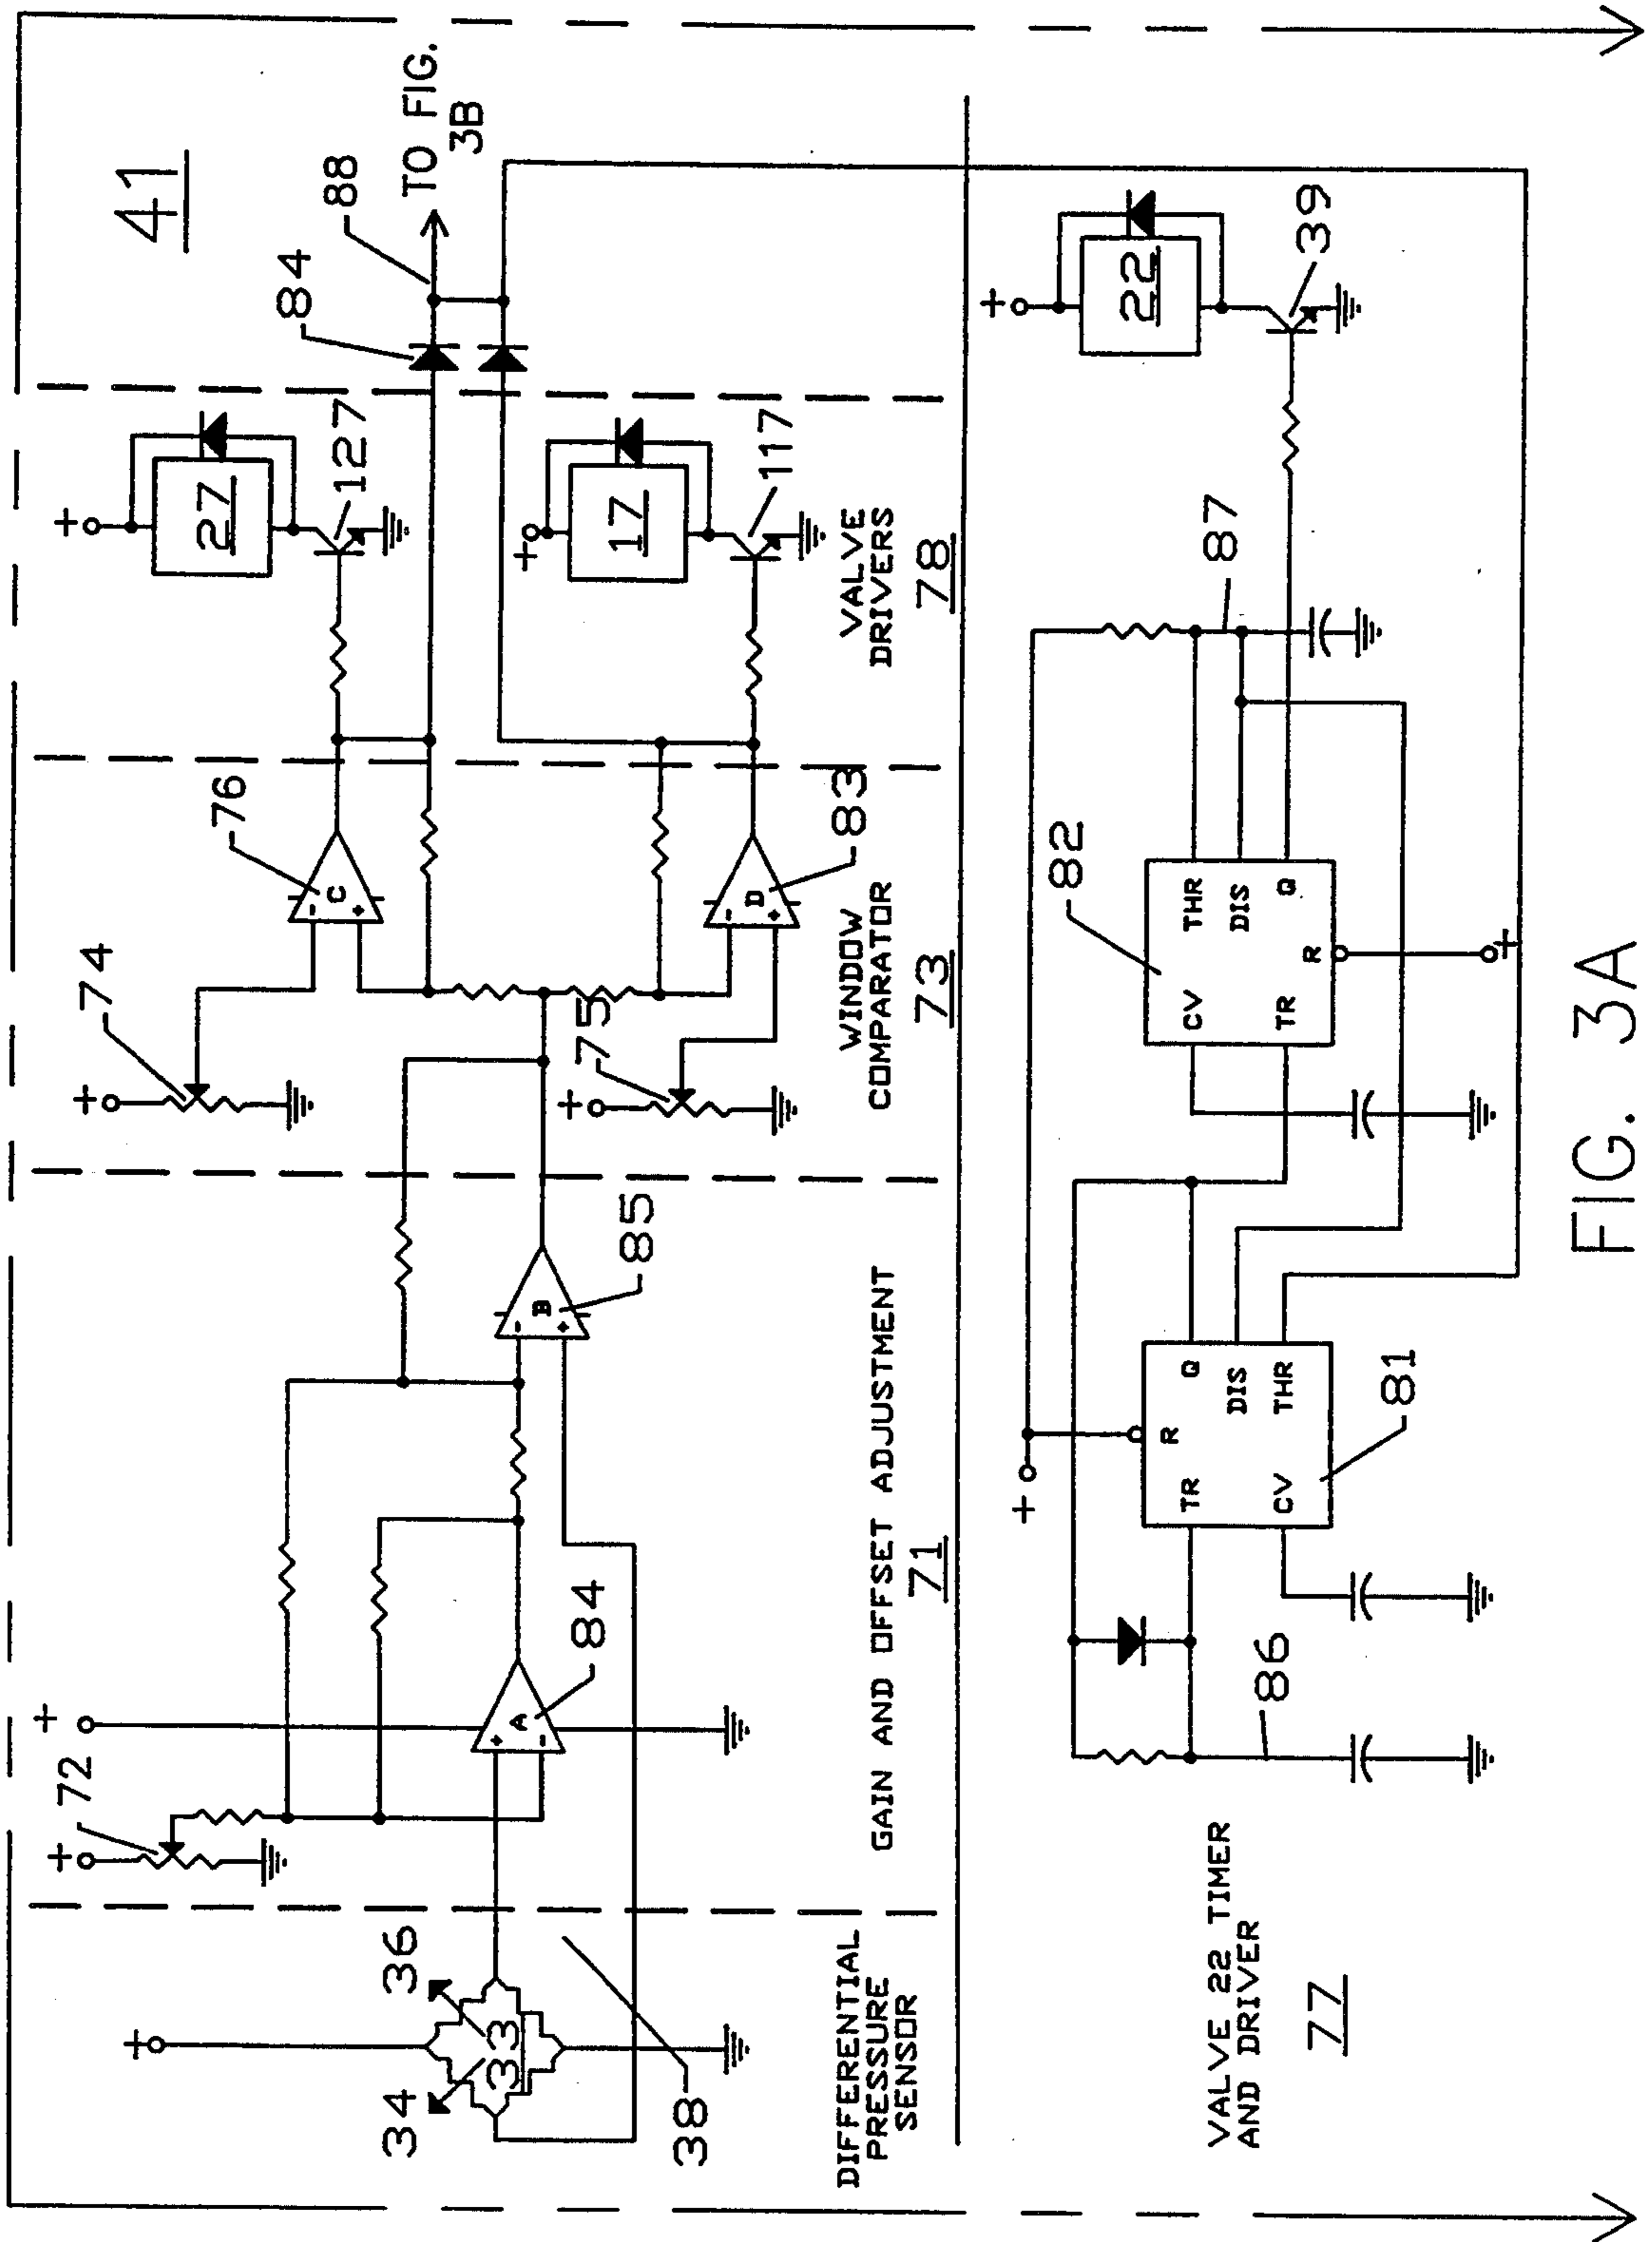 41
72
+
+
+
34
36
33
38
+
-
A
84
-
+
B
85
+
74
+
75
-
C
+
76
-
D
+
83
+
27
127
+
17
117
84
88
TO FIG.
3B
DIFFERENTIAL
PRESSURE
SENSOR
GAIN AND OFFSET ADJUSTMENT
71
WINDOW
COMPARATOR
73
VALVE
DRIVERS
78
VALVE 22 TIMER
AND DRIVER
77
86
+
TR
R
Q
DIS
CV
THR
81
82
CV
THR
DIS
TR
R
Q
+
87
+
22
39
FIG. 3A